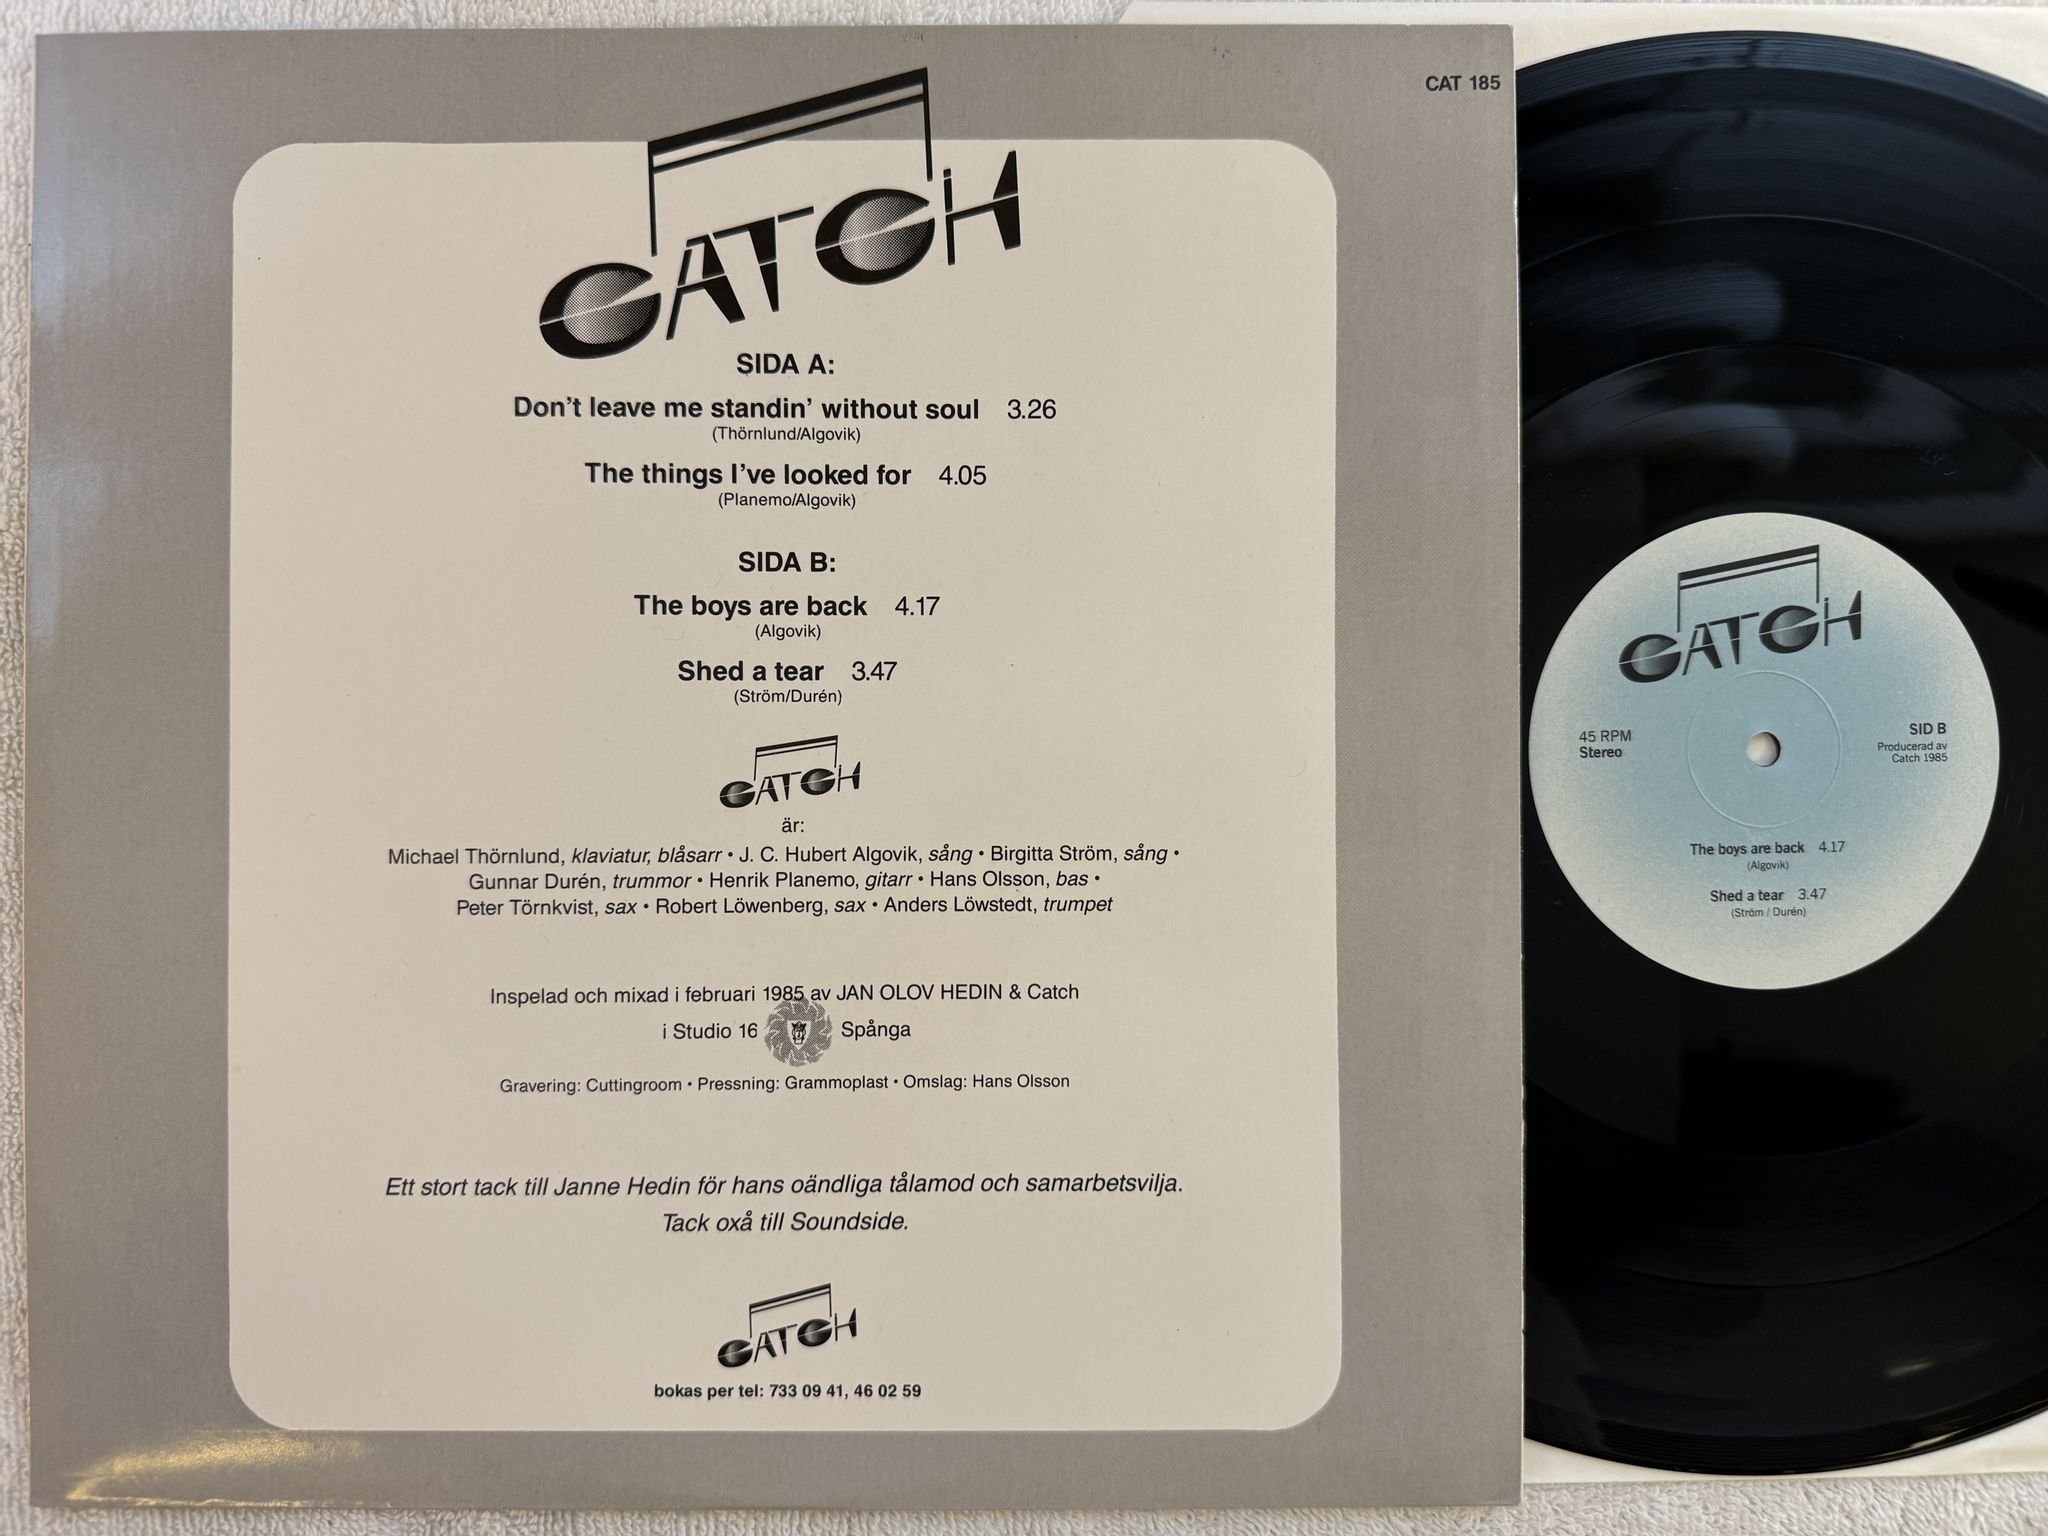 CAT 185
CATCH
SIDA A:
Don't leave me standin' without soul 3.26
(Thörnlund/Algovik)
The things I've looked for 4.05
(Planemo/Algovik)
SIDA B:
The boys are back 4.17
(Algovik)
Shed a tear 3.47
(Ström/Durén)
CATCH
är:
Michael Thörnlund, klaviatur, blåsarr • J. C. Hubert Algovik, sång • Birgitta Ström, sång •
Gunnar Durén, trummor • Henrik Planemo, gitarr • Hans Olsson, bas •
Peter Törnkvist, sax • Robert Löwenberg, sax • Anders Löwstedt, trumpet
Inspelad och mixad i februari 1985 av JAN OLOV HEDIN & Catch
i Studio 16 Spånga
Gravering: Cuttingroom • Pressning: Grammoplast • Omslag: Hans Olsson
Ett stort tack till Janne Hedin för hans oändliga tålamod och samarbetsvilja.
Tack oxå till Soundside.
CATCH
bokas per tel: 733 09 41, 46 02 59
CATCH
45 RPM
Stereo
SID B
Producerad av
Catch 1985
The boys are back 4.17
(Algovik)
Shed a tear 3.47
(Ström / Durén)